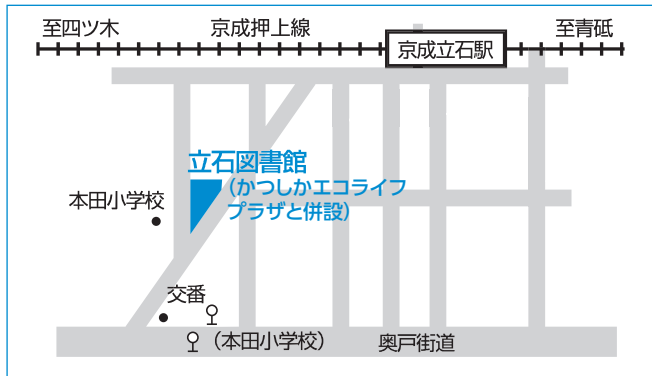 至四ツ木
京成押上線
京成立石駅
至青砥
立石図書館
（かつしかエコライフ
プラザと併設）
本田小学校
交番
（本田小学校）
奥戸街道